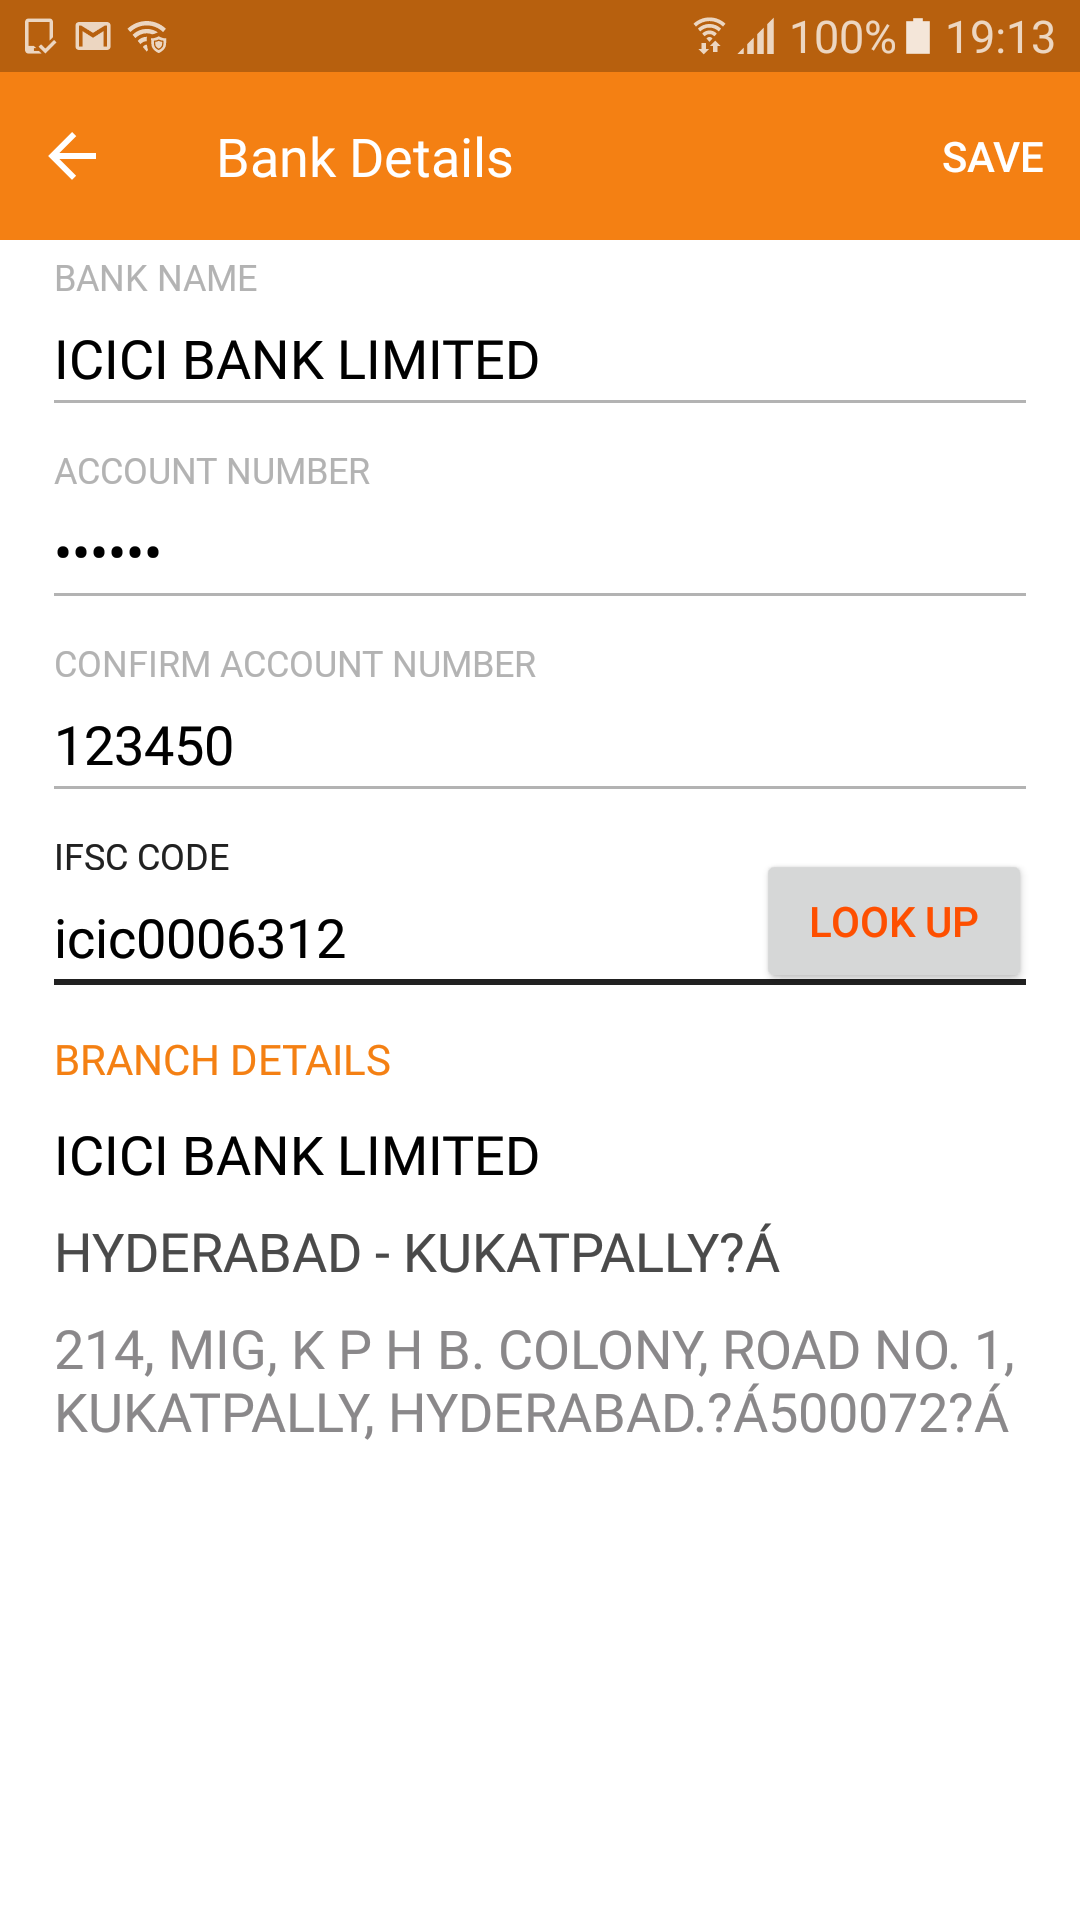 100% 19:13
Bank Details SAVE
BANK NAME
ICICI BANK LIMITED
ACCOUNT NUMBER
••••••
CONFIRM ACCOUNT NUMBER
123450
IFSC CODE
icic0006312 LOOK UP
BRANCH DETAILS
ICICI BANK LIMITED
HYDERABAD - KUKATPALLY?Á
214, MIG, K P H B. COLONY, ROAD NO. 1,
KUKATPALLY, HYDERABAD.?Á500072?Á